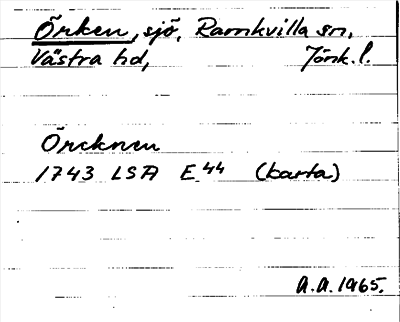 Örken, sjö, Ramkvilla sn,
Västra hd, Jönk.l.
Örcknen
1743 LSA E44 (karta)
A.A. 1965.